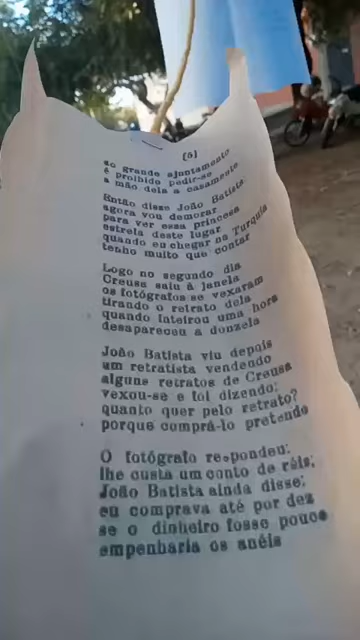 [5]
ao grande ajuntamento
é proibido pedir-se
a mão dela a casamento
Então disse João Batista
agora vou demorar
para ver essa princesa
estrela deste lugar
quando eu chegar na Turquia
tenho muito que contar
Logo no segundo dia
Creusa saiu à janela
os fotógrafos se vexaram
tirando o retrato dela
quando inteirou uma hora
desapareceu a donzela
João Batista viu depois
um retratista vendendo
alguns retratos de Creusa
vexou-se e foi dizendo:
quanto quer pelo retrato?
porque comprá-lo pretendo
O fotógrafo respondeu:
lhe custa um conto de réis;
João Batista ainda disse:
eu comprava até por dez
se o dinheiro fosse pouco
empenharia os anéis